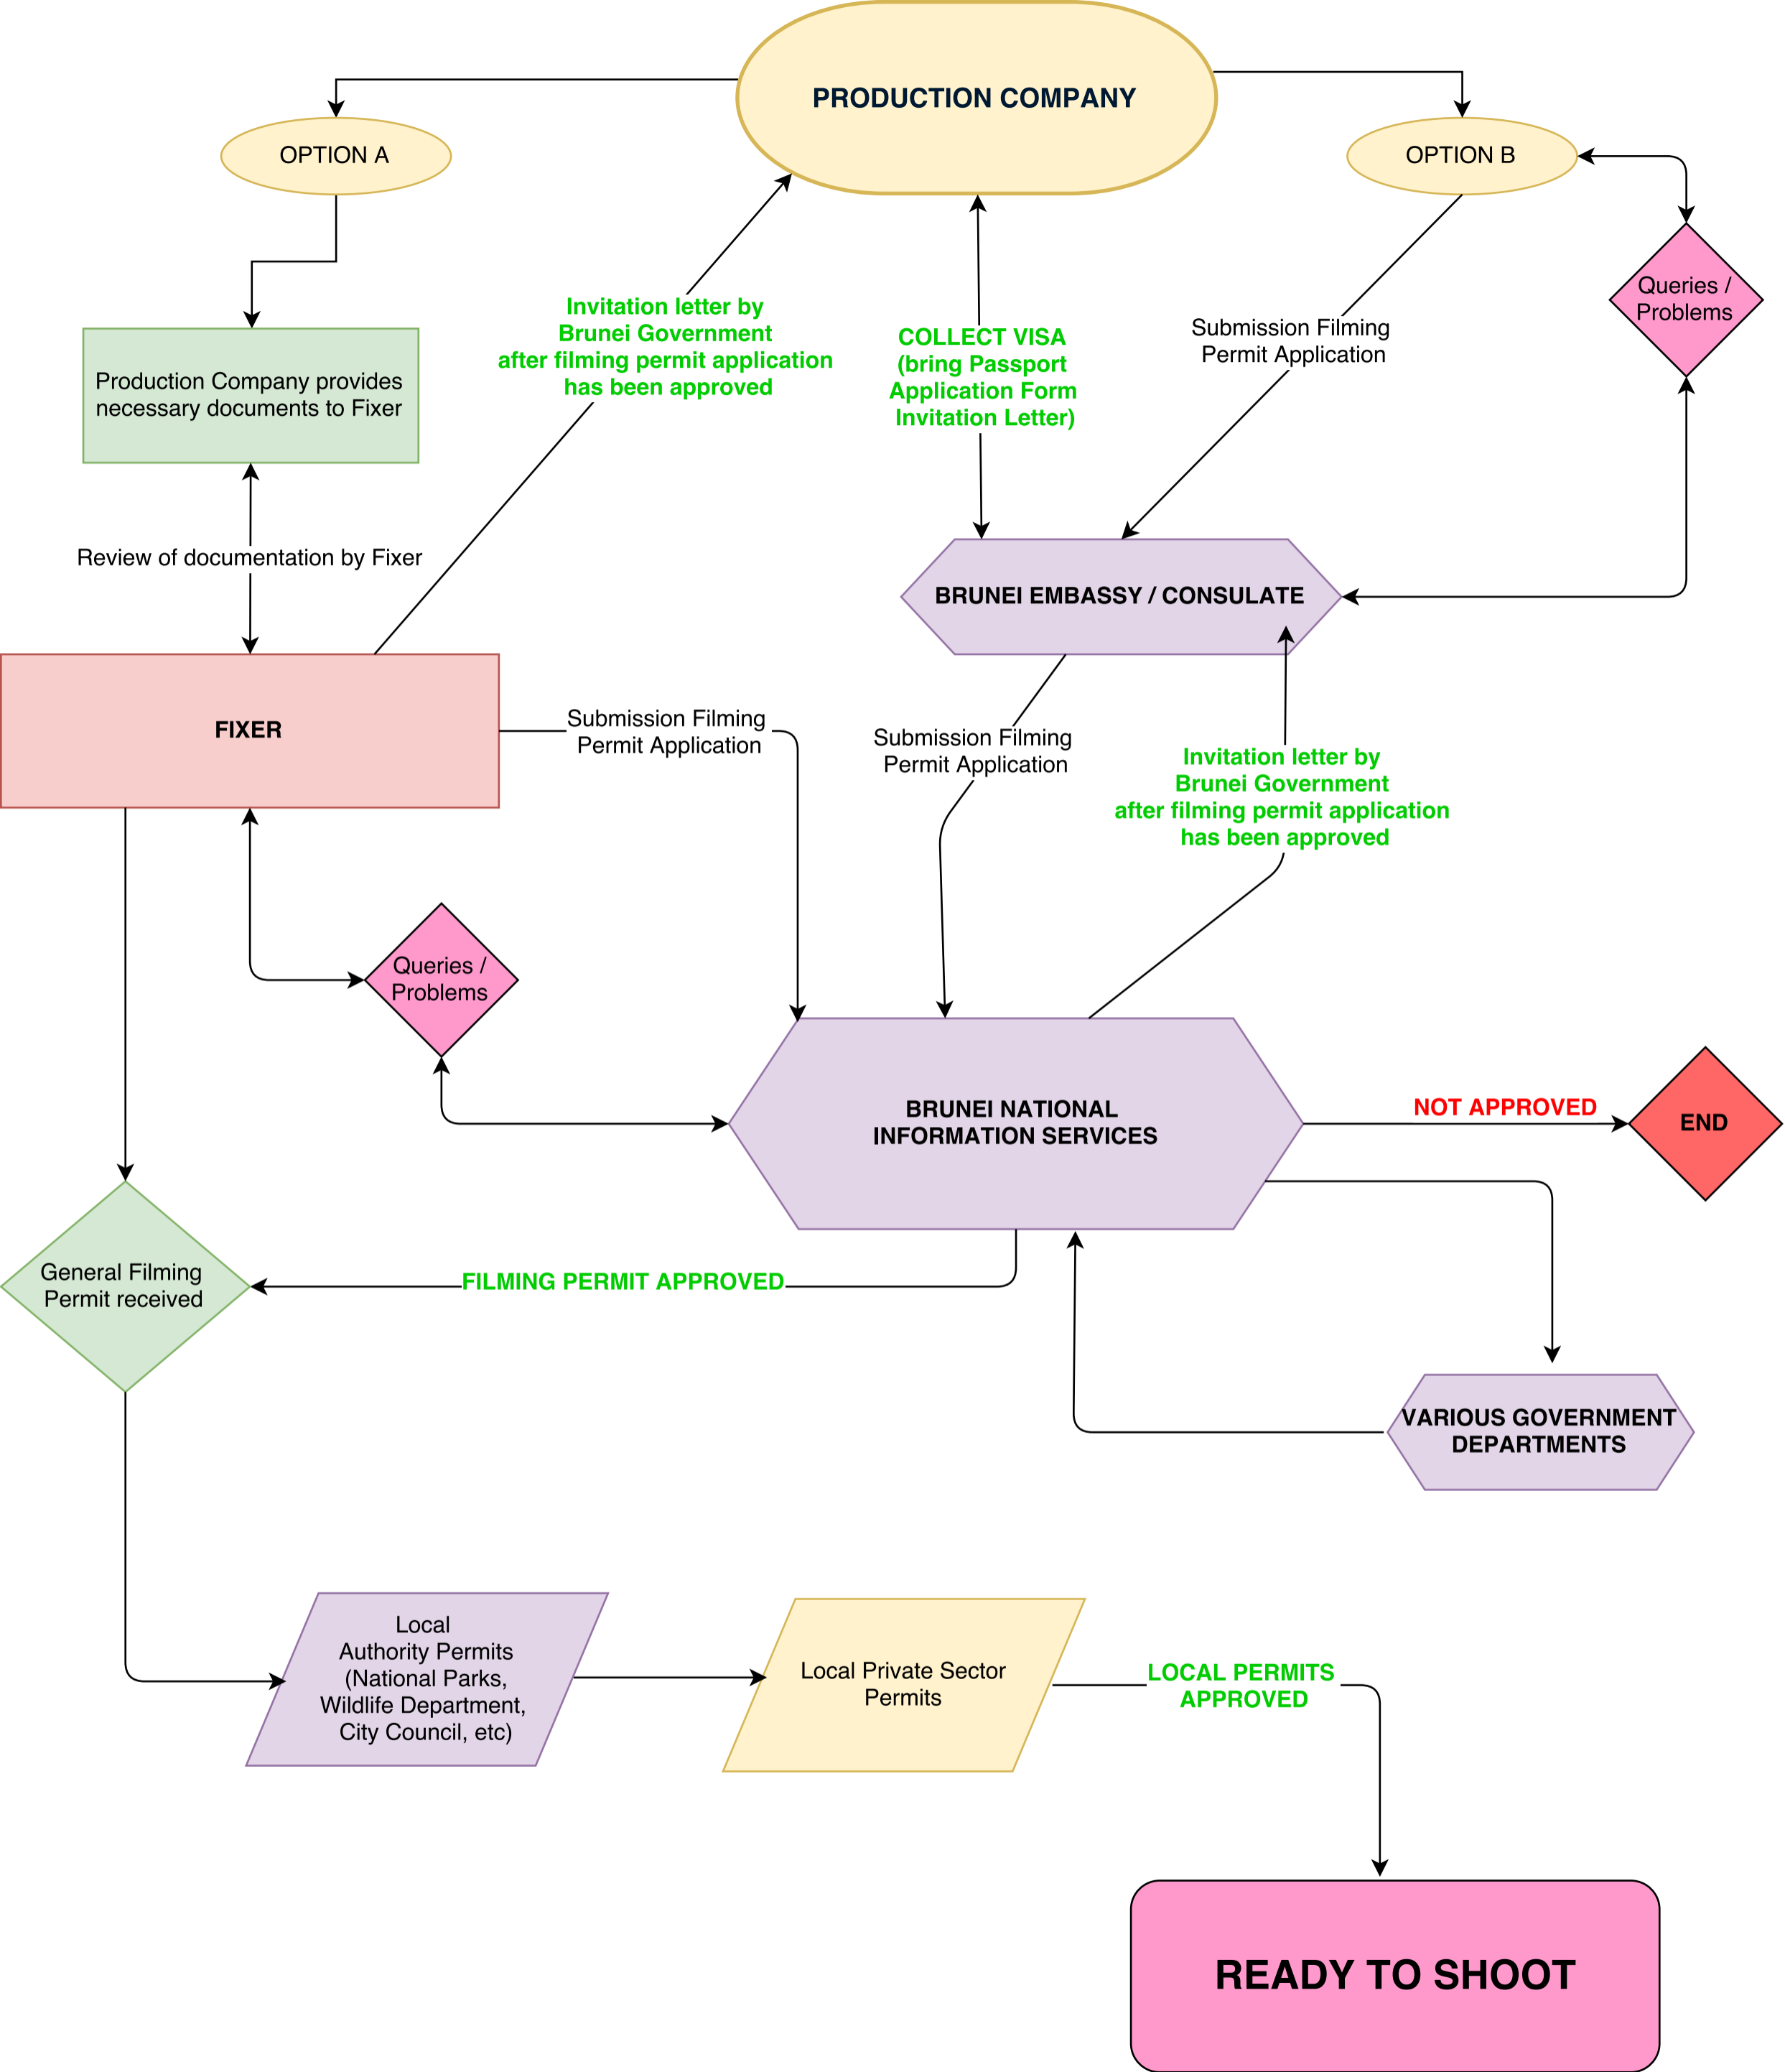 PRODUCTION COMPANY
OPTION A
OPTION B
Queries /
Problems
Invitation letter by
Brunei Government
after filming permit application
has been approved
COLLECT VISA
(bring Passport
Application Form
Invitation Letter)
Submission Filming
Permit Application
Production Company provides
necessary documents to Fixer
Review of documentation by Fixer
BRUNEI EMBASSY / CONSULATE
FIXER
Submission Filming
Permit Application
Submission Filming
Permit Application
Invitation letter by
Brunei Government
after filming permit application
has been approved
Queries /
Problems
BRUNEI NATIONAL
INFORMATION SERVICES
NOT APPROVED
END
General Filming
Permit received
FILMING PERMIT APPROVED
VARIOUS GOVERNMENT
DEPARTMENTS
Local
Authority Permits
(National Parks,
Wildlife Department,
City Council, etc)
Local Private Sector
Permits
LOCAL PERMITS
APPROVED
READY TO SHOOT